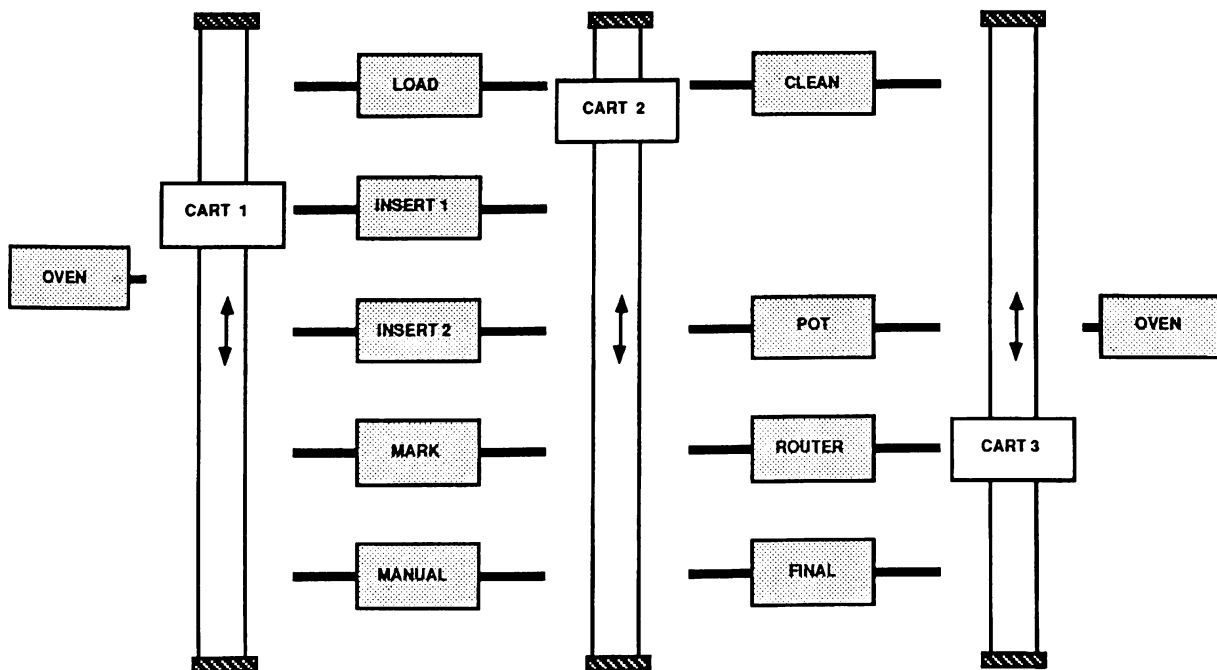 LOAD
CLEAN
CART 2
CART 1
INSERT 1
OVEN
INSERT 2
POT
OVEN
MARK
ROUTER
CART 3
MANUAL
FINAL